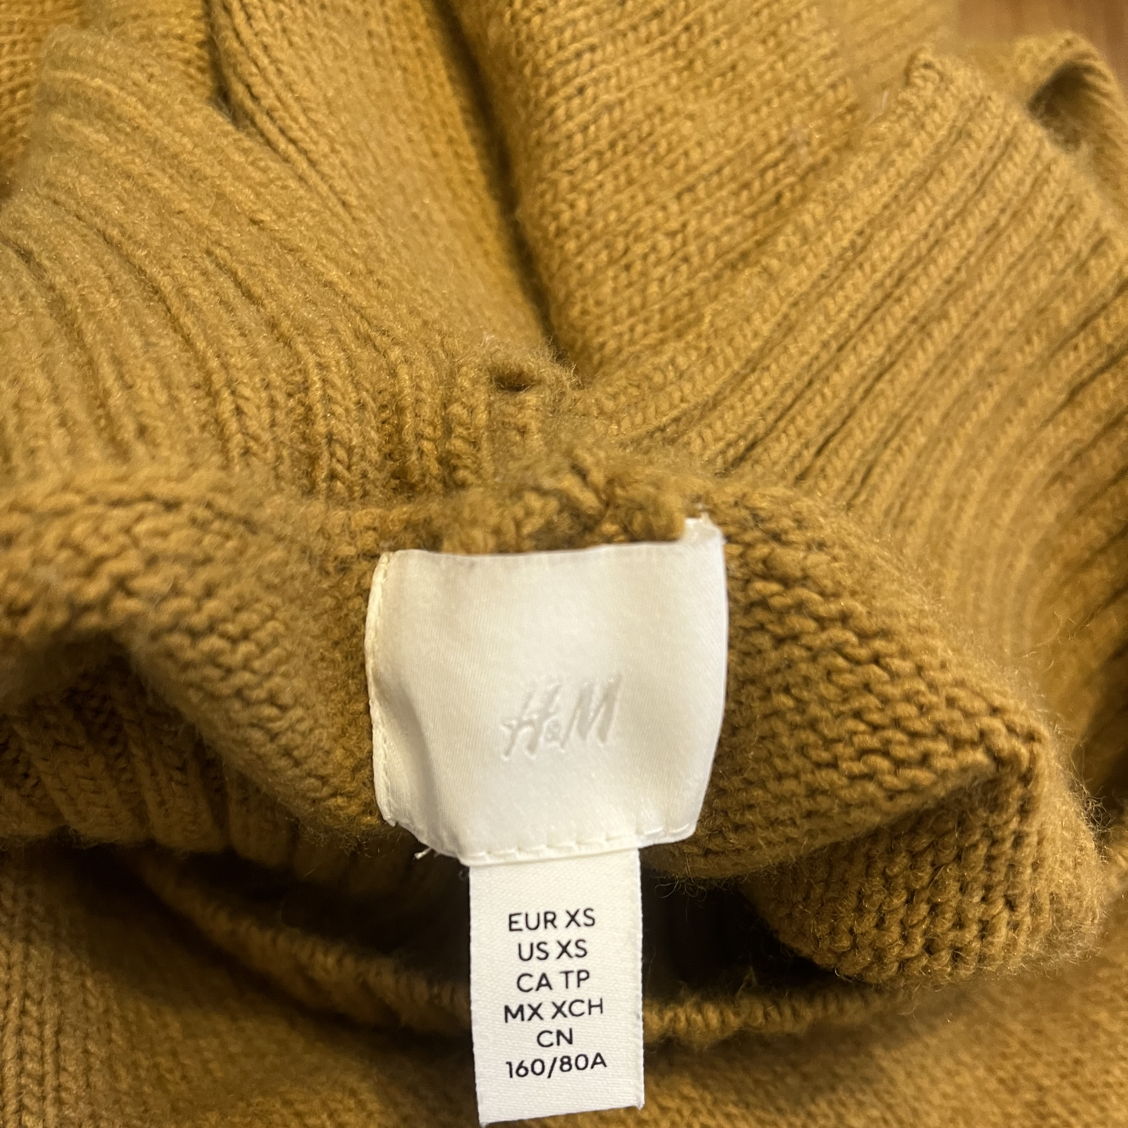 H&M
EUR XS
US XS
CA TP
MX XCH
CN
160/80A